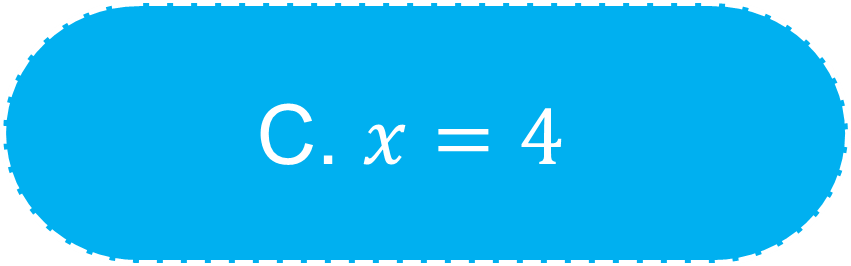 C. 𝑥 = 4